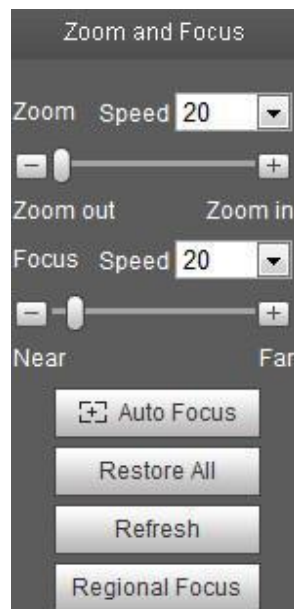 Zoom and Focus
Zoom Speed 20
Zoom out Zoom in
Focus Speed 20
Near Far
Auto Focus
Restore All
Refresh
Regional Focus